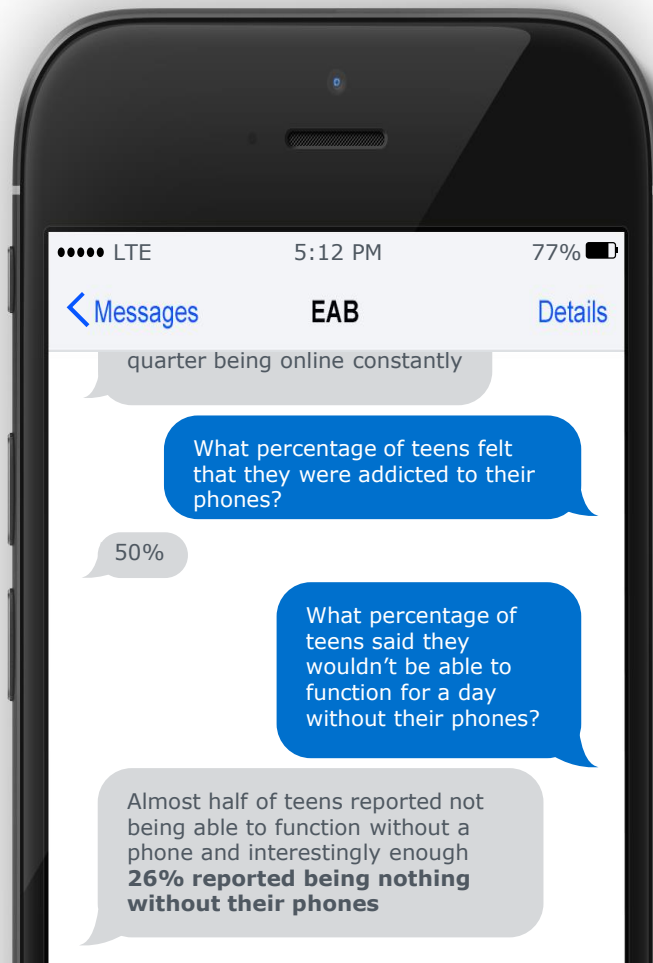 LTE 5:12 PM 77%
Messages EAB Details
quarter being online constantly
What percentage of teens felt
that they were addicted to their
phones?
50%
What percentage of
teens said they
wouldn’t be able to
function for a day
without their phones?
Almost half of teens reported not
being able to function without a
phone and interestingly enough
26% reported being nothing
without their phones